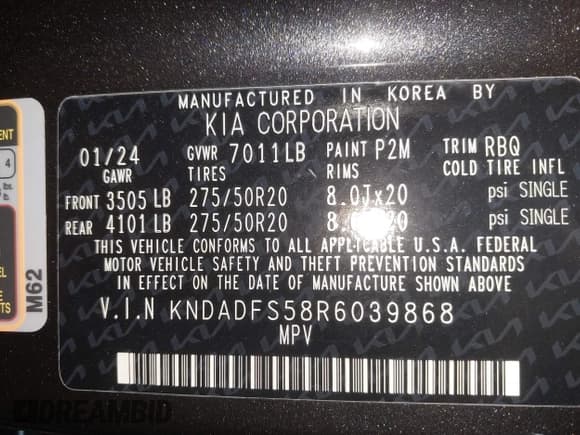 MANUFACTURED IN KOREA BY
KIA CORPORATION
01/24 GVWR 7011LB PAINT P2M TRIM RBQ
GAWR TIRES RIMS COLD TIRE INFL
FRONT 3505 LB 275/50R20 8.0Jx20 psi SINGLE
REAR 4101 LB 275/50R20 psi SINGLE
THIS VEHICLE CONFORMS TO ALL APPLICABLE U.S.A. FEDERAL
MOTOR VEHICLE SAFETY AND THEFT PREVENTION STANDARDS
IN EFFECT ON THE DATE OF MANUFACTURE SHOWN ABOVE
V.I.N KNDADFS58R6039868
MPV
M62
4
lbs.
DREAMBID